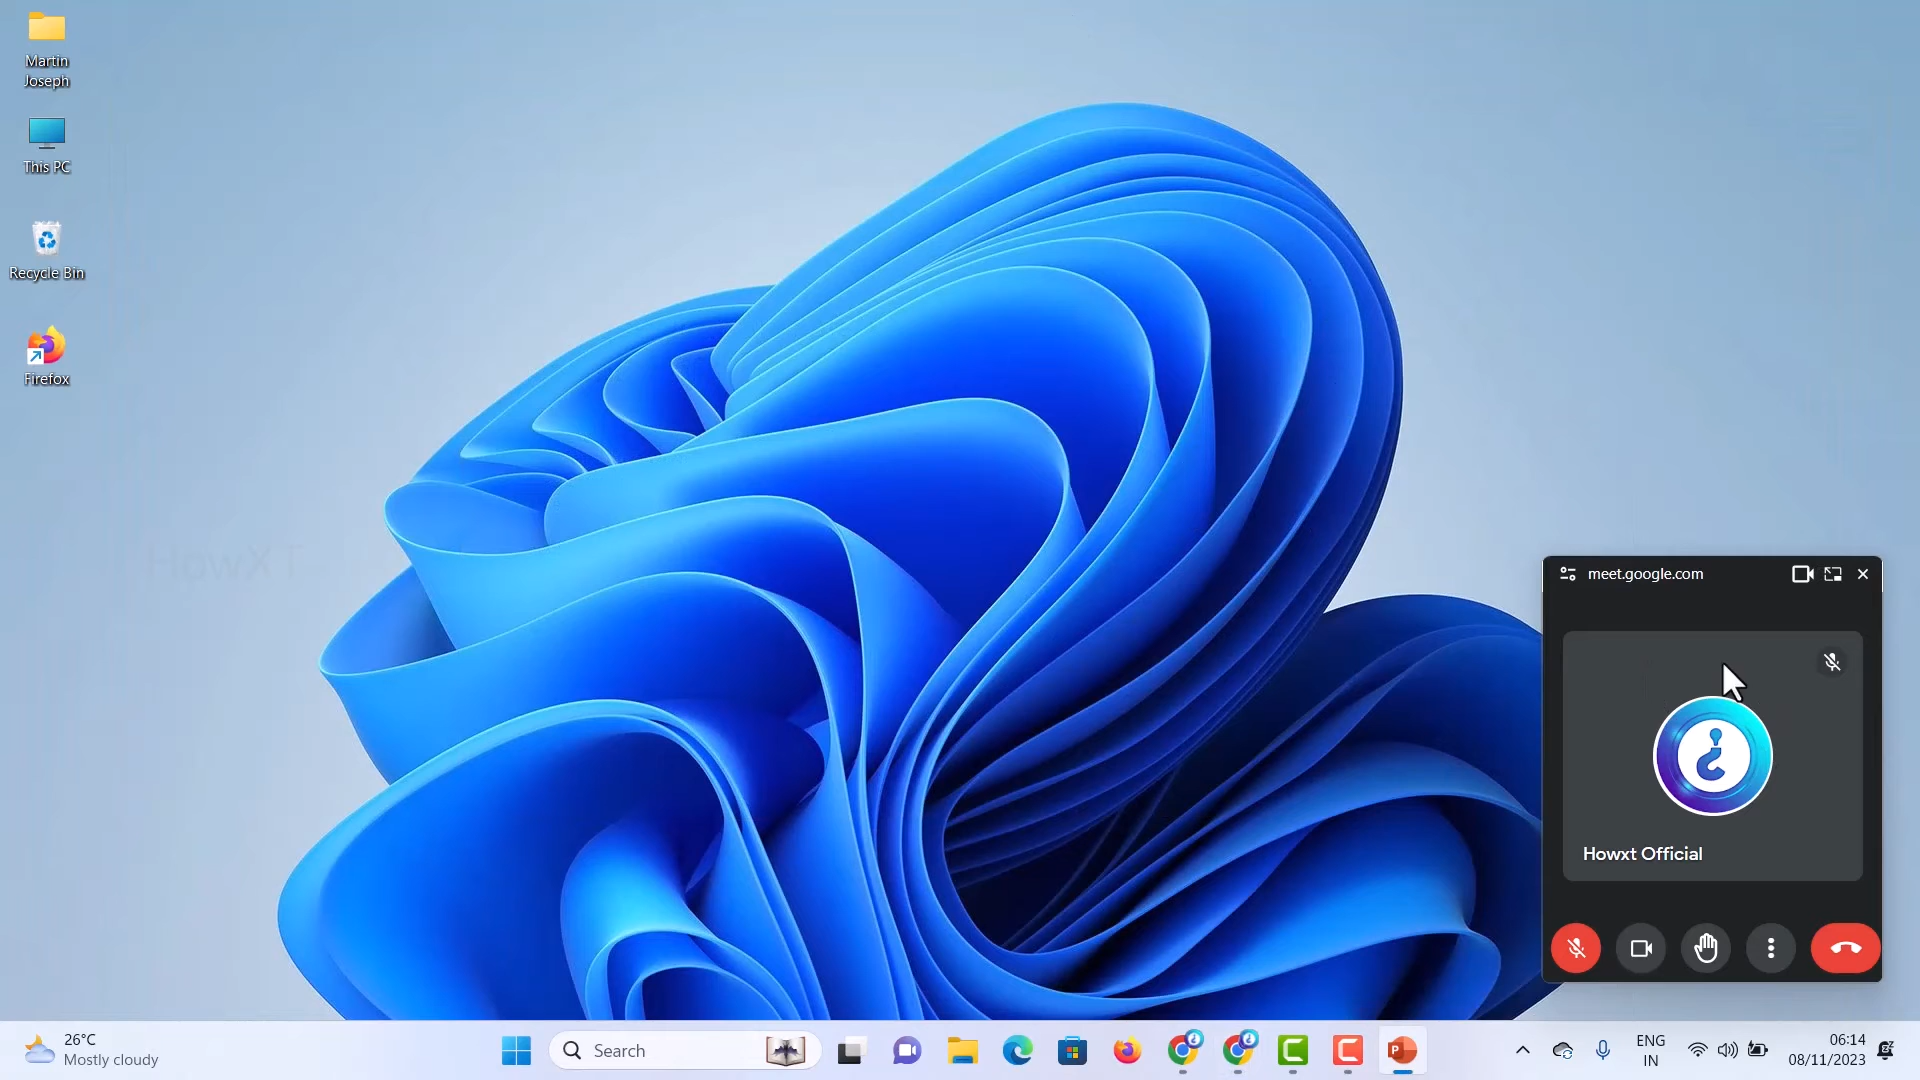 Martin
Joseph
This PC
Recycle Bin
Firefox
HowXT
meet.google.com
Howxt Official
26°C
Mostly cloudy
Search
ENG
IN
06:14
08/11/2023